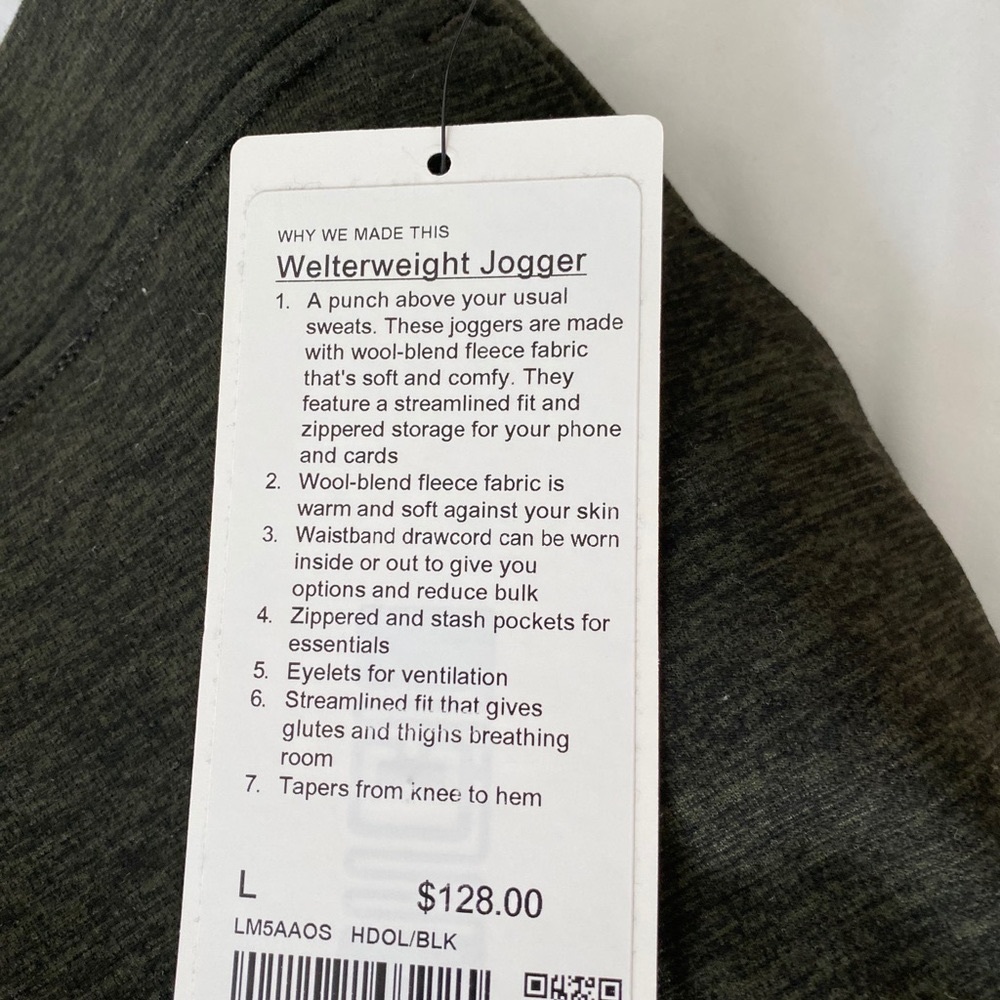 WHY WE MADE THIS
Welterweight Jogger
1. A punch above your usual
sweats. These joggers are made
with wool-blend fleece fabric
that's soft and comfy. They
feature a streamlined fit and
zippered storage for your phone
and cards
2. Wool-blend fleece fabric is
warm and soft against your skin
3. Waistband drawcord can be worn
inside or out to give you
options and reduce bulk
4. Zippered and stash pockets for
essentials
5. Eyelets for ventilation
6. Streamlined fit that gives
glutes and thighs breathing
room
7. Tapers from knee to hem
L $128.00
LM5AAOS HDOL/BLK